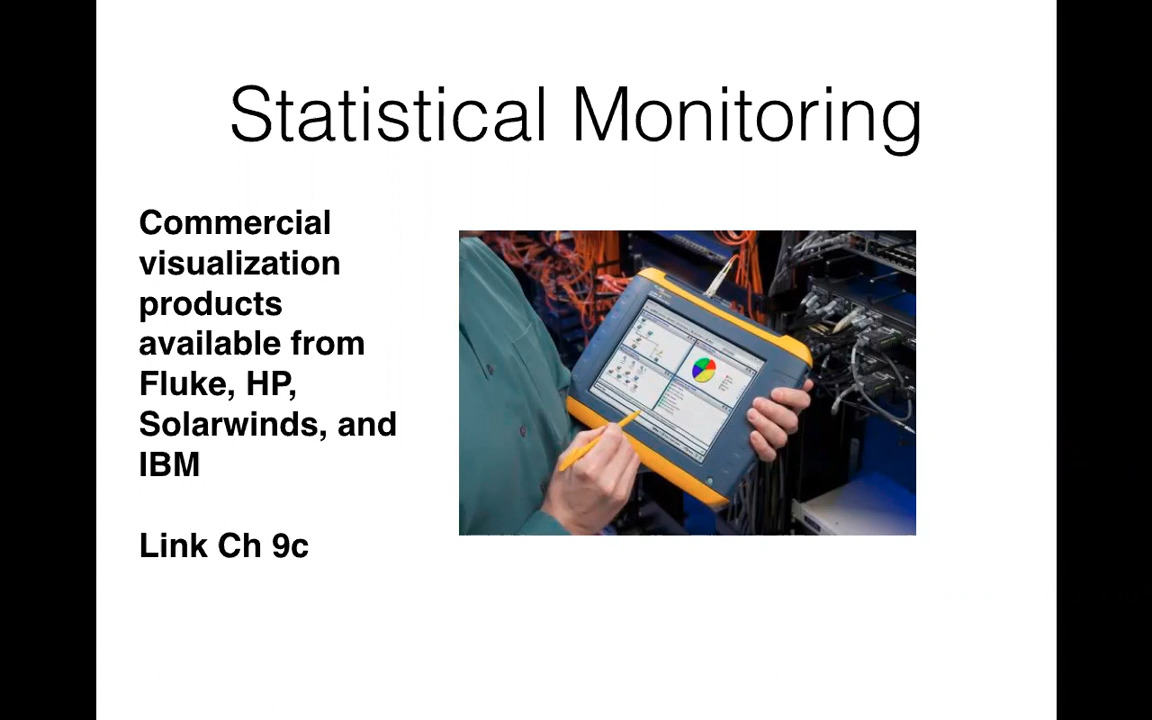 Statistical Monitoring
Commercial
visualization
products
available from
Fluke, HP,
Solarwinds, and
IBM
Link Ch 9c